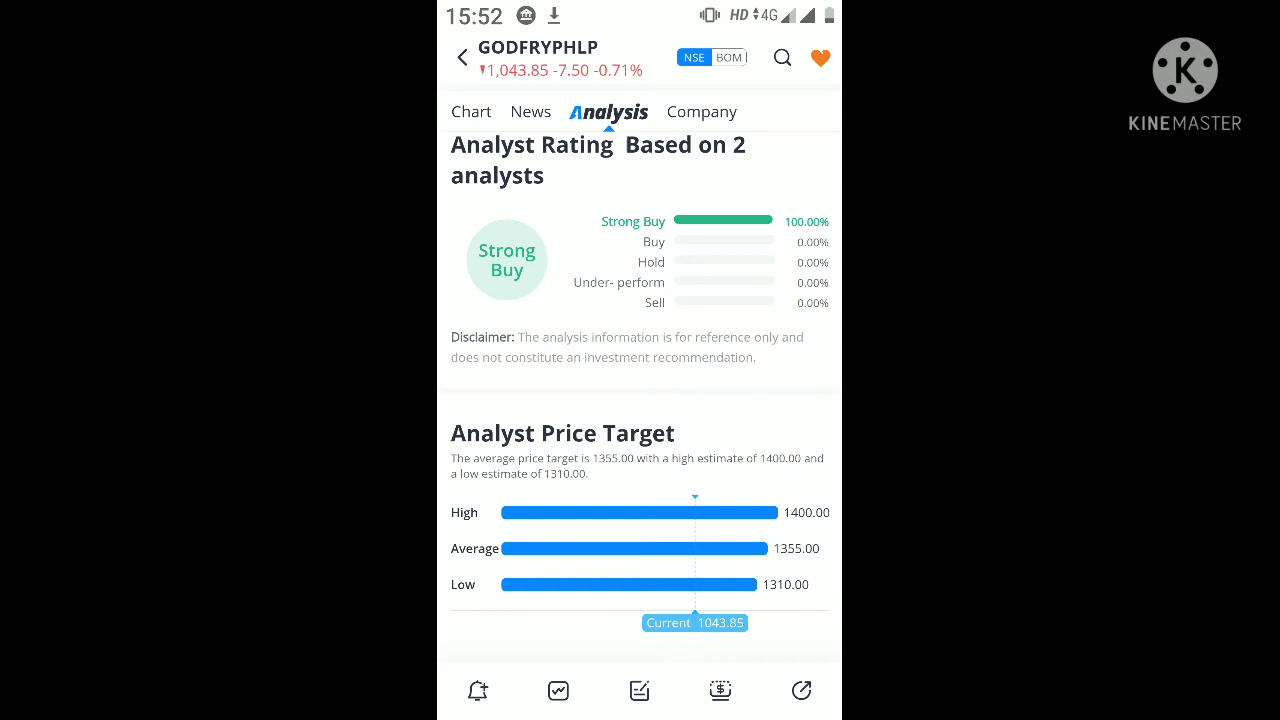 15:52 HD 4G
GODFRYPHLP
1,043.85 -7.50 -0.71%
NSE BOM
K
KINEMASTER
Chart News Analysis Company
Analyst Rating Based on 2
analysts
Strong
Buy
Strong Buy 100.00%
Buy 0.00%
Hold 0.00%
Under- perform 0.00%
Sell 0.00%
Disclaimer: The analysis information is for reference only and
does not constitute an investment recommendation.
Analyst Price Target
The average price target is 1355.00 with a high estimate of 1400.00 and
a low estimate of 1310.00.
High 1400.00
Average 1355.00
Low 1310.00
Current 1043.85